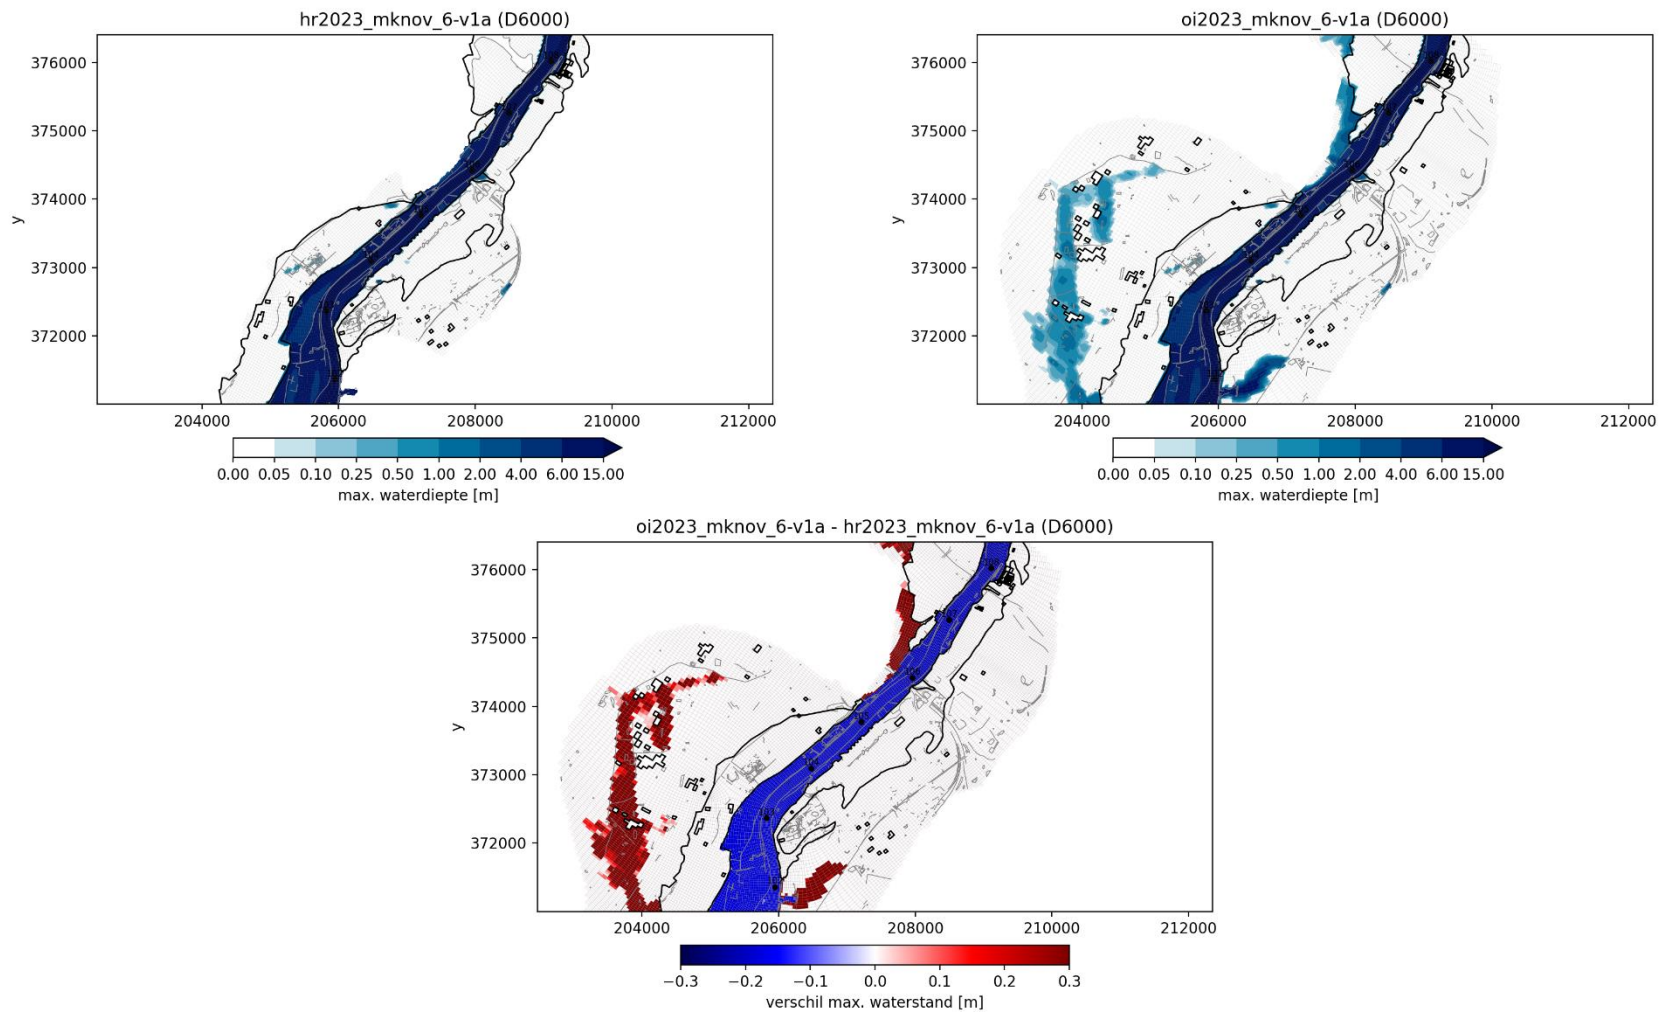 hr2023_mknov_6-v1a (D6000)
376000
375000
374000
373000
372000
y
204000 206000 208000 210000 212000
0.00 0.05 0.10 0.25 0.50 1.00 2.00 4.00 6.00 15.00
max. waterdiepte [m]
oi2023_mknov_6-v1a (D6000)
376000
375000
374000
373000
372000
y
204000 206000 208000 210000 212000
0.00 0.05 0.10 0.25 0.50 1.00 2.00 4.00 6.00 15.00
max. waterdiepte [m]
oi2023_mknov_6-v1a - hr2023_mknov_6-v1a (D6000)
376000
375000
374000
373000
372000
y
204000 206000 208000 210000 212000
−0.3 −0.2 −0.1 0.0 0.1 0.2 0.3
verschil max. waterstand [m]